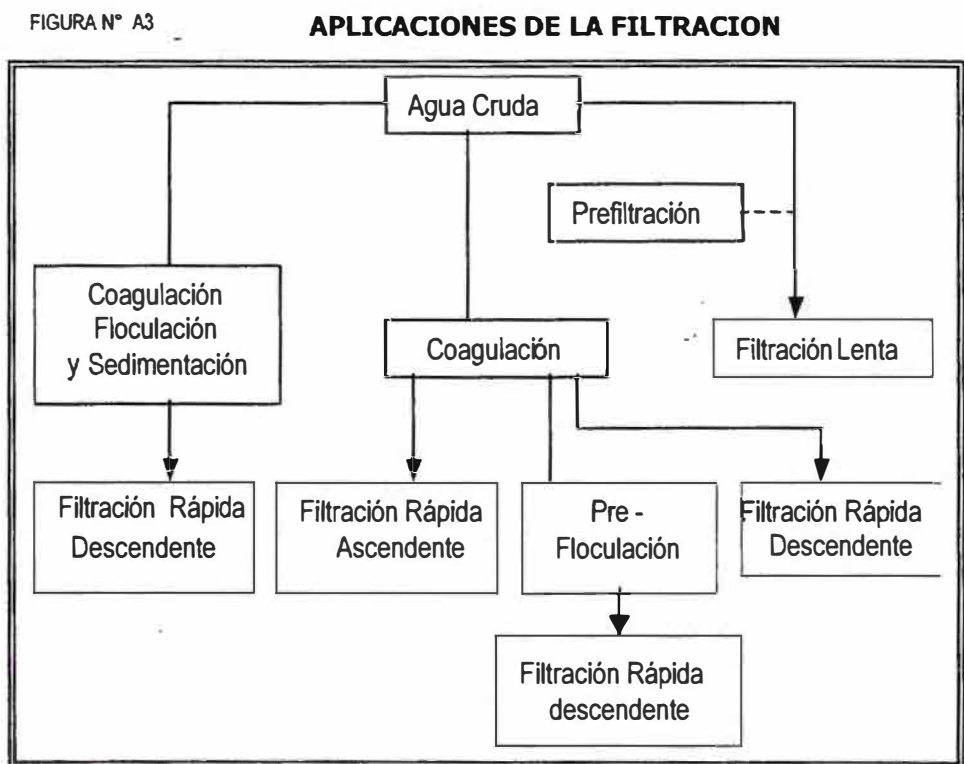 FIGURA N° A3
APLICACIONES DE LA FILTRACION
Agua Cruda
Prefiltración
Coagulación
Floculación
y Sedimentación
Coagulación
Filtración Lenta
Filtración Rápida
Descendente
Filtración Rápida
Ascendente
Pre -
Floculación
Filtración Rápida
Descendente
Filtración Rápida
descendente